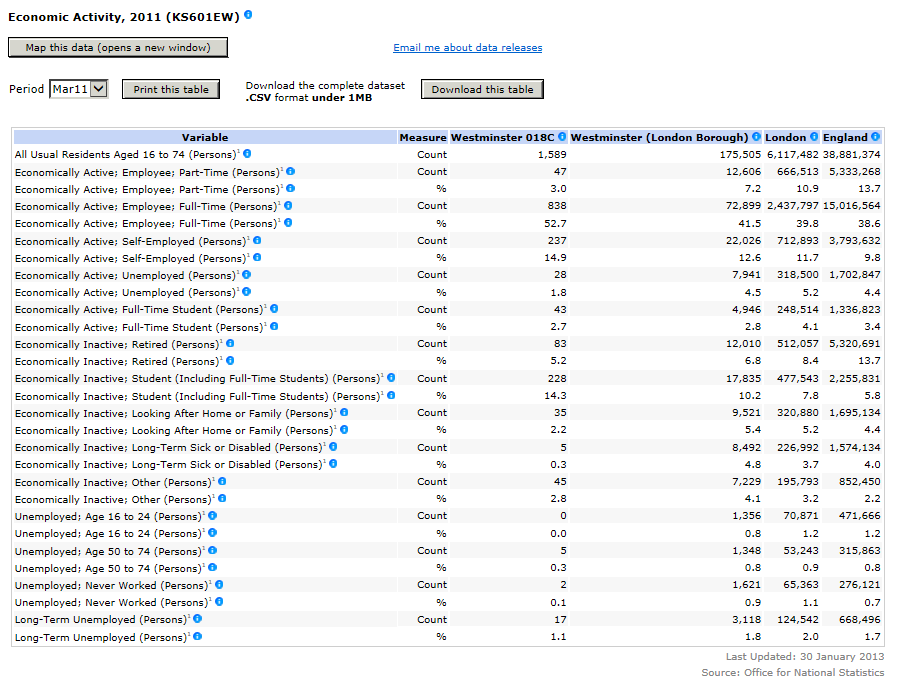 Economic Activity, 2011 (KS601EW)
Map this data (opens a new window) Email me about data releases
Period Mar11 Print this table Download the complete dataset .CSV format under 1MB Download this table
Variable Measure Westminster 018C Westminster (London Borough) London England
All Usual Residents Aged 16 to 74 (Persons)¹ Count 1,589 175,505 6,117,482 38,881,374
Economically Active; Employee; Part-Time (Persons)¹ Count 47 12,606 666,513 5,333,268
Economically Active; Employee; Part-Time (Persons)¹ % 3.0 7.2 10.9 13.7
Economically Active; Employee; Full-Time (Persons)¹ Count 838 72,899 2,437,797 15,016,564
Economically Active; Employee; Full-Time (Persons)¹ % 52.7 41.5 39.8 38.6
Economically Active; Self-Employed (Persons)¹ Count 237 22,026 712,893 3,793,632
Economically Active; Self-Employed (Persons)¹ % 14.9 12.6 11.7 9.8
Economically Active; Unemployed (Persons)¹ Count 28 7,941 318,500 1,702,847
Economically Active; Unemployed (Persons)¹ % 1.8 4.5 5.2 4.4
Economically Active; Full-Time Student (Persons)¹ Count 43 4,946 248,514 1,336,823
Economically Active; Full-Time Student (Persons)¹ % 2.7 2.8 4.1 3.4
Economically Inactive; Retired (Persons)¹ Count 83 12,010 512,057 5,320,691
Economically Inactive; Retired (Persons)¹ % 5.2 6.8 8.4 13.7
Economically Inactive; Student (Including Full-Time Students) (Persons)¹ Count 228 17,835 477,543 2,255,831
Economically Inactive; Student (Including Full-Time Students) (Persons)¹ % 14.3 10.2 7.8 5.8
Economically Inactive; Looking After Home or Family (Persons)¹ Count 35 9,521 320,880 1,695,134
Economically Inactive; Looking After Home or Family (Persons)¹ % 2.2 5.4 5.2 4.4
Economically Inactive; Long-Term Sick or Disabled (Persons)¹ Count 5 8,492 226,992 1,574,134
Economically Inactive; Long-Term Sick or Disabled (Persons)¹ % 0.3 4.8 3.7 4.0
Economically Inactive; Other (Persons)¹ Count 45 7,229 195,793 852,450
Economically Inactive; Other (Persons)¹ % 2.8 4.1 3.2 2.2
Unemployed; Age 16 to 24 (Persons)¹ Count 0 1,356 70,871 471,666
Unemployed; Age 16 to 24 (Persons)¹ % 0.0 0.8 1.2 1.2
Unemployed; Age 50 to 74 (Persons)¹ Count 5 1,348 53,243 315,863
Unemployed; Age 50 to 74 (Persons)¹ % 0.3 0.8 0.9 0.8
Unemployed; Never Worked (Persons)¹ Count 2 1,621 65,363 276,121
Unemployed; Never Worked (Persons)¹ % 0.1 0.9 1.1 0.7
Long-Term Unemployed (Persons)¹ Count 17 3,118 124,542 668,496
Long-Term Unemployed (Persons)¹ % 1.1 1.8 2.0 1.7
Last Updated: 30 January 2013
Source: Office for National Statistics